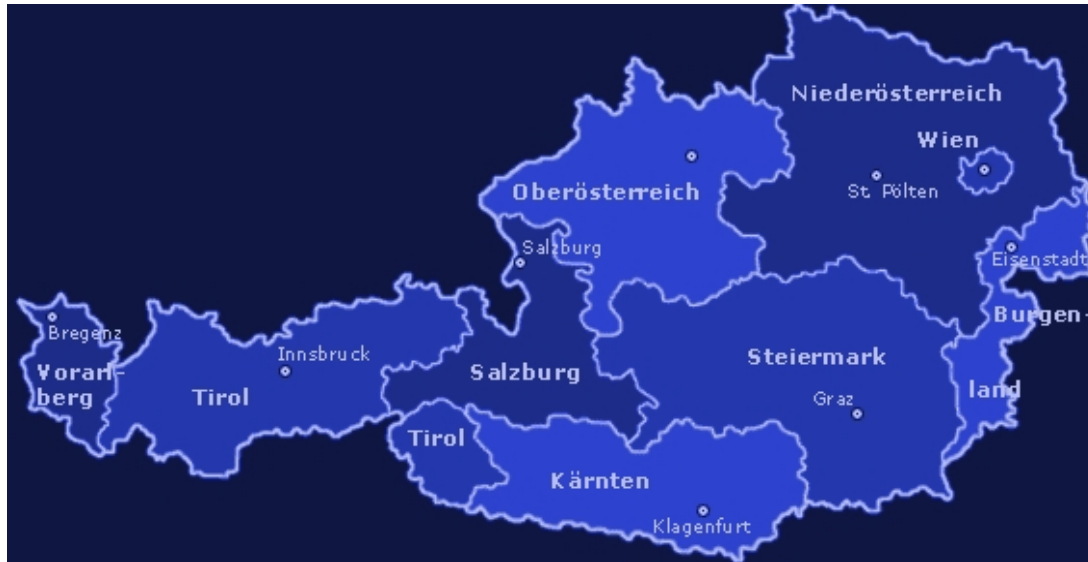 Niederösterreich
Wien
Oberösterreich
St. Pölten
Salzburg
Eisenstadt
Bregenz
Burgen-
Innsbruck
Steiermark
Vorarl-
berg
Tirol
Salzburg
Graz
land
Tirol
Kärnten
Klagenfurt